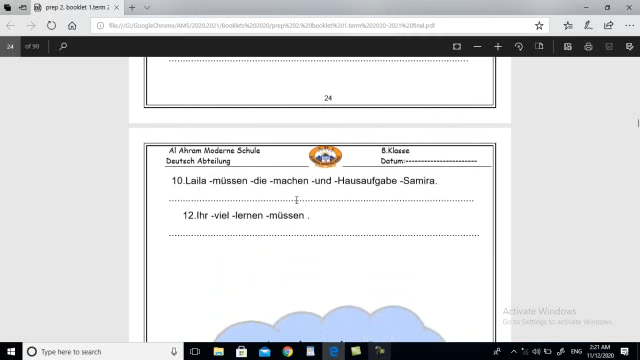 prep 2. booklet 1.term 2
file:///G:/GoogleChrome/AMS/2020.2021/Booklets%202020/prep%202.%20booklet%201.term%202020-2021%20final.pdf
24 of 90
24
Al Ahram Moderne Schule 8.Klasse
Deutsch Abteilung Datum:-----------------------
10.Laila -müssen -die -machen -und -Hausaufgabe -Samira.
12.Ihr -viel -lernen -müssen .
Activate Windows
Go to Settings to activate Windows.
Type here to search
ENG
2:21 AM
11/12/2020